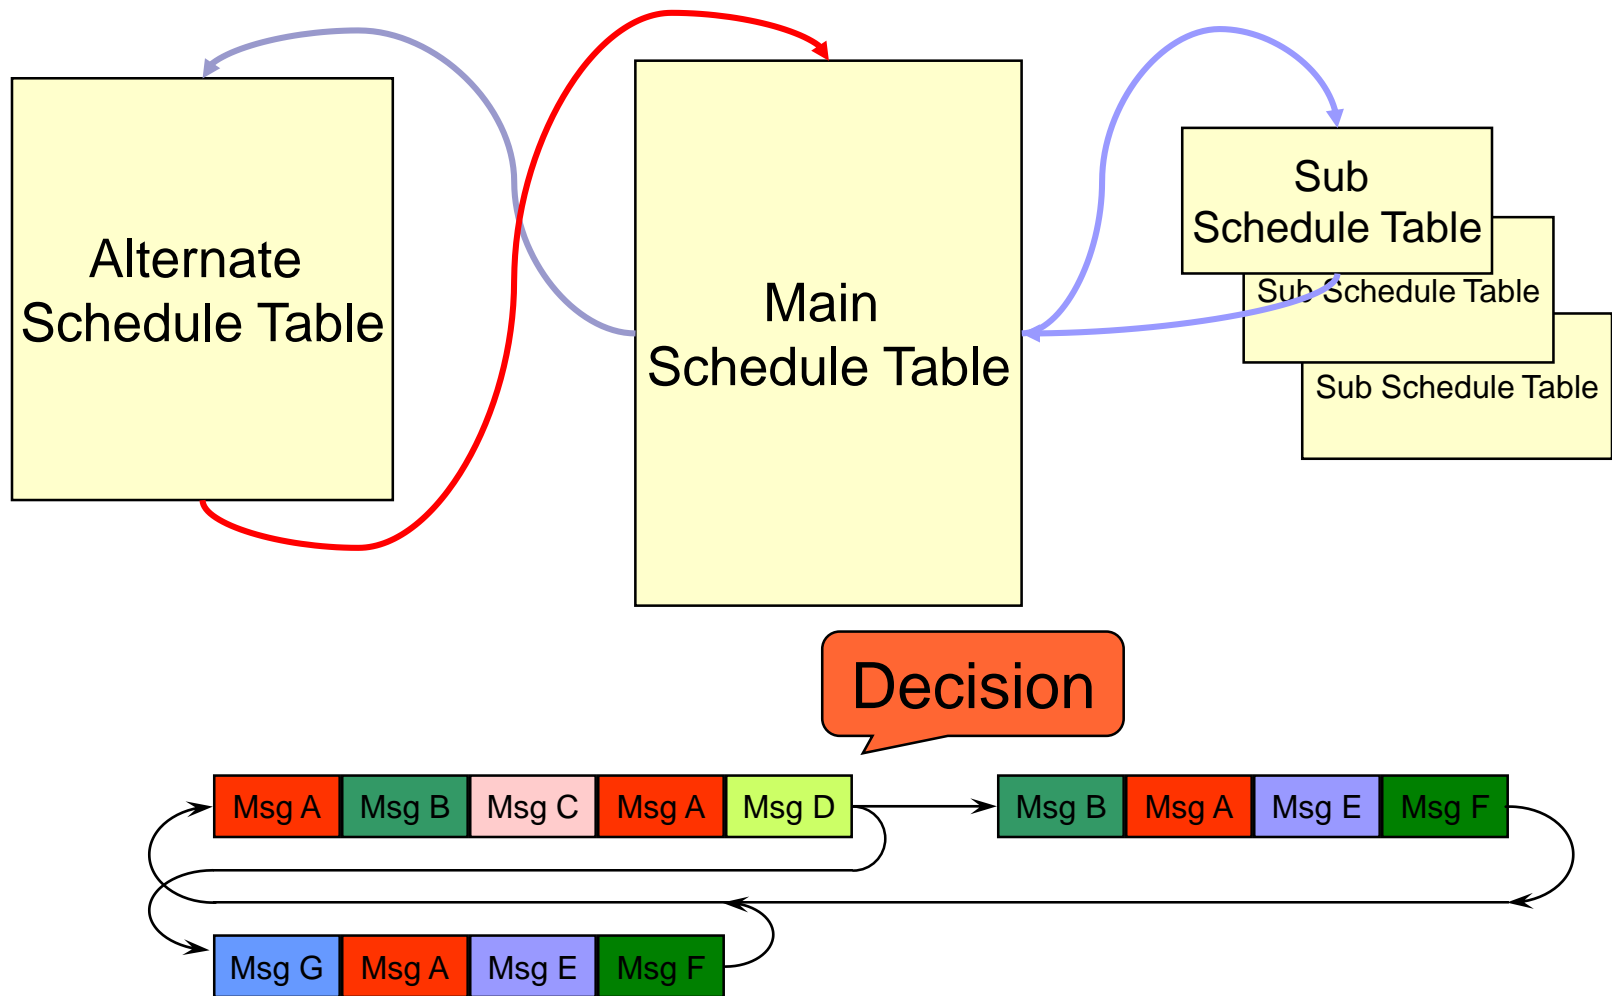 Alternate
Schedule Table
Main
Schedule Table
Sub
Schedule Table
Sub Schedule Table
Sub Schedule Table
Decision
Msg A Msg B Msg C Msg A Msg D Msg B Msg A Msg E Msg F
Msg G Msg A Msg E Msg F